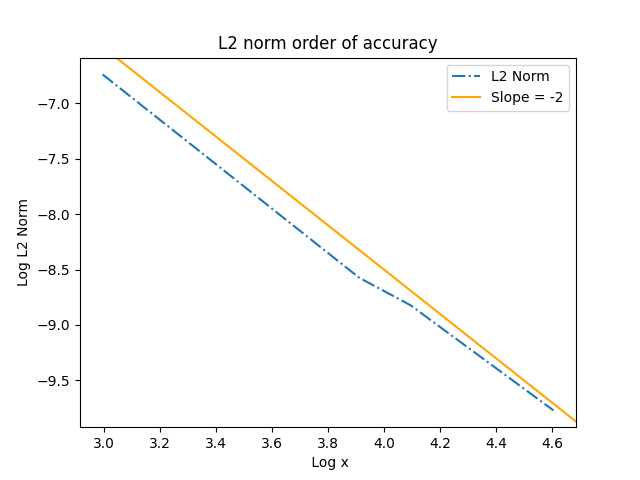 L2 norm order of accuracy
L2 Norm
Slope = -2
−7.0
−7.5
−8.0
−8.5
−9.0
−9.5
Log L2 Norm
3.0 3.2 3.4 3.6 3.8 4.0 4.2 4.4 4.6
Log x